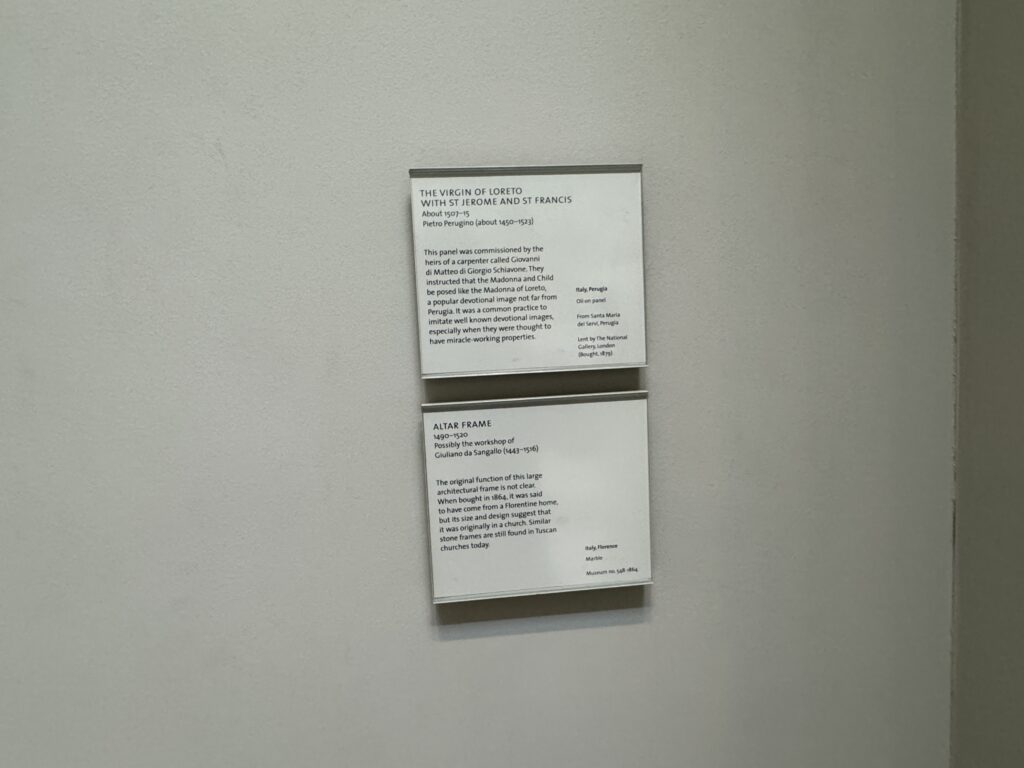 THE VIRGIN OF LORETO
WITH ST JEROME AND ST FRANCIS
About 1507–15
Pietro Perugino (about 1450–1523)
This panel was commissioned by the
heirs of a carpenter called Giovanni
di Matteo di Giorgio Schiavone. They
instructed that the Madonna and Child
be posed like the Madonna of Loreto,
a popular devotional image not far from
Perugia. It was a common practice to
imitate well known devotional images,
especially when they were thought to
have miracle-working properties.
Italy, Perugia
Oil on panel
From Santa Maria
dei Servi, Perugia
Lent by The National
Gallery, London
(Bought, 1879)
ALTAR FRAME
1490–1520
Possibly the workshop of
Giuliano da Sangallo (1443–1516)
The original function of this large
architectural frame is not clear.
When bought in 1864, it was said
to have come from a Florentine home,
but its size and design suggest that
it was originally in a church. Similar
stone frames are still found in Tuscan
churches today.
Italy, Florence
Marble
Museum no. 548-1864